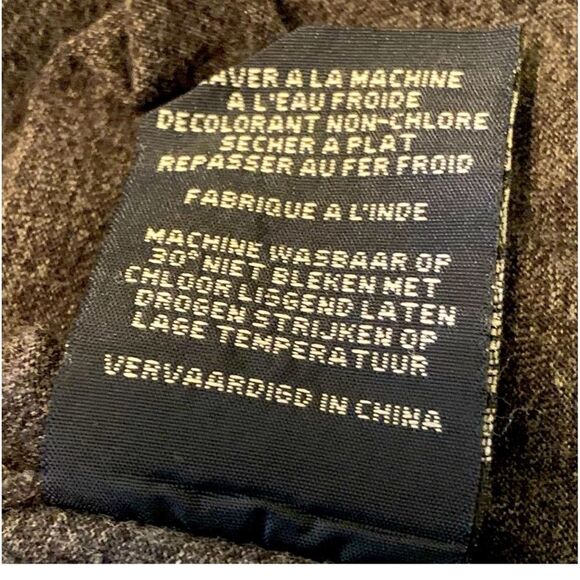 LAVER A LA MACHINE
A L'EAU FROIDE
DECOLORANT NON-CHLORE
SECHER A PLAT
REPASSER AU FER FROID
FABRIQUE A L'INDE
MACHINE WASBAAR OP
30° NIET BLEKEN MET
CHLOOR LIGGEND LATEN
DROGEN STRIJKEN OP
LAGE TEMPERATUUR
VERVAARDIGD IN CHINA